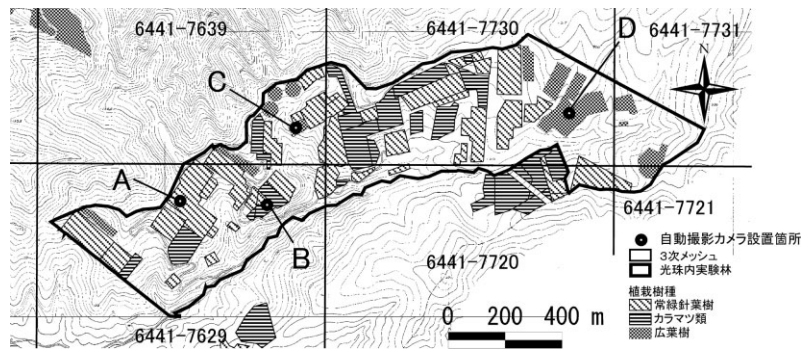 6441-7639
6441-7730
6441-7731
D
C
N
A
B
6441-7721
6441-7720
6441-7629
自動撮影カメラ設置箇所
3次メッシュ
光珠内実験林
植栽樹種
常緑針葉樹
カラマツ類
広葉樹
0 200 400 m